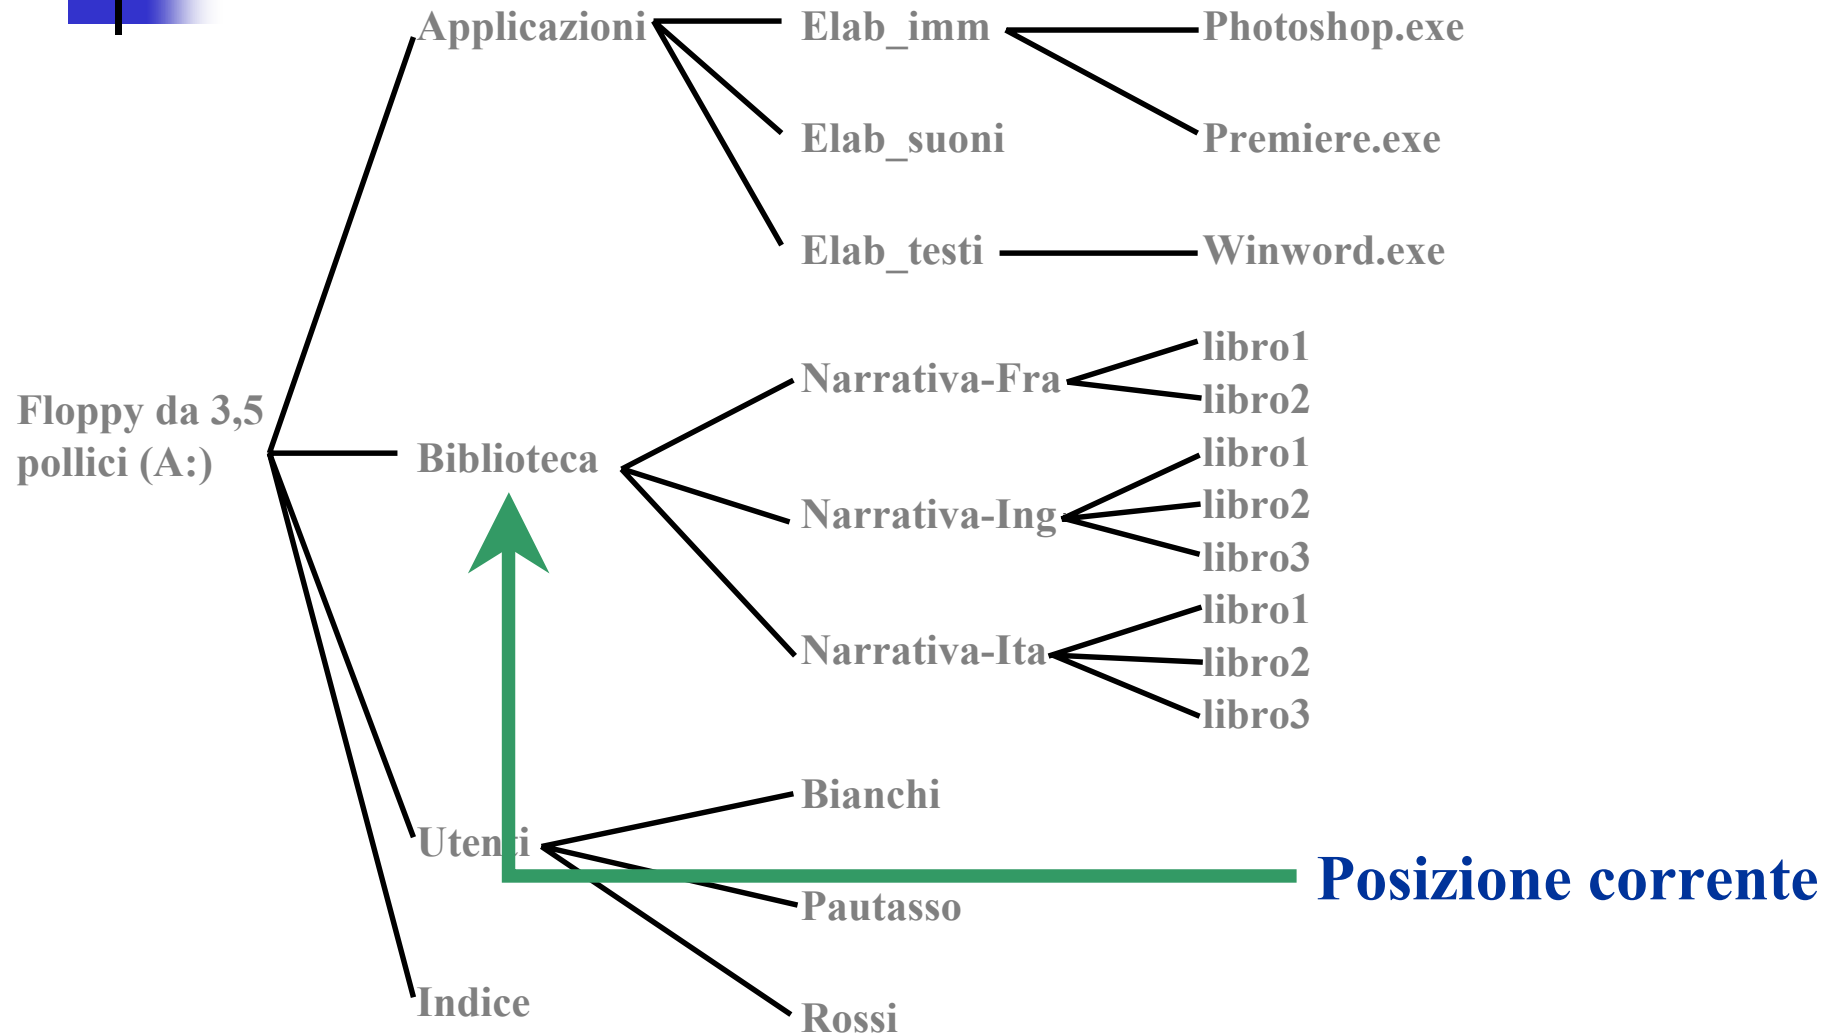 Applicazioni
Elab_imm
Photoshop.exe
Elab_suoni
Premiere.exe
Elab_testi
Winword.exe
Floppy da 3,5
pollici (A:)
Biblioteca
Narrativa-Fra
libro1
libro2
Narrativa-Ing
libro1
libro2
libro3
Narrativa-Ita
libro1
libro2
libro3
Utenti
Bianchi
Pautasso
Rossi
Indice
Posizione corrente